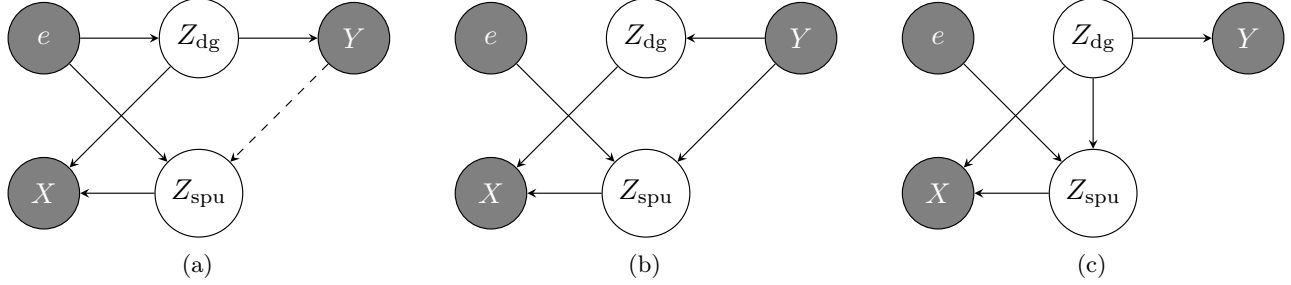 e Z_dg Y e Z_dg Y e Z_dg Y
X Z_spu X Z_spu X Z_spu
(a) (b) (c)